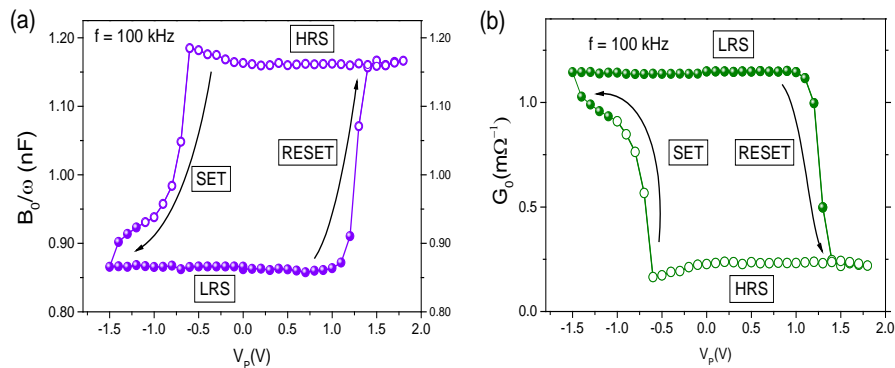 (a)
f = 100 kHz
HRS
SET
RESET
LRS
B₀/ω (nF)
1.20
1.10
1.00
0.90
0.80
1.20
1.10
1.00
0.90
0.80
-1.5 -1.0 -0.5 0.0 0.5 1.0 1.5 2.0
V_P(V)
(b)
f = 100 kHz
LRS
SET
RESET
HRS
G₀(mΩ⁻¹)
1.0
0.5
0.0
-1.5 -1.0 -0.5 0.0 0.5 1.0 1.5 2.0
V_P(V)